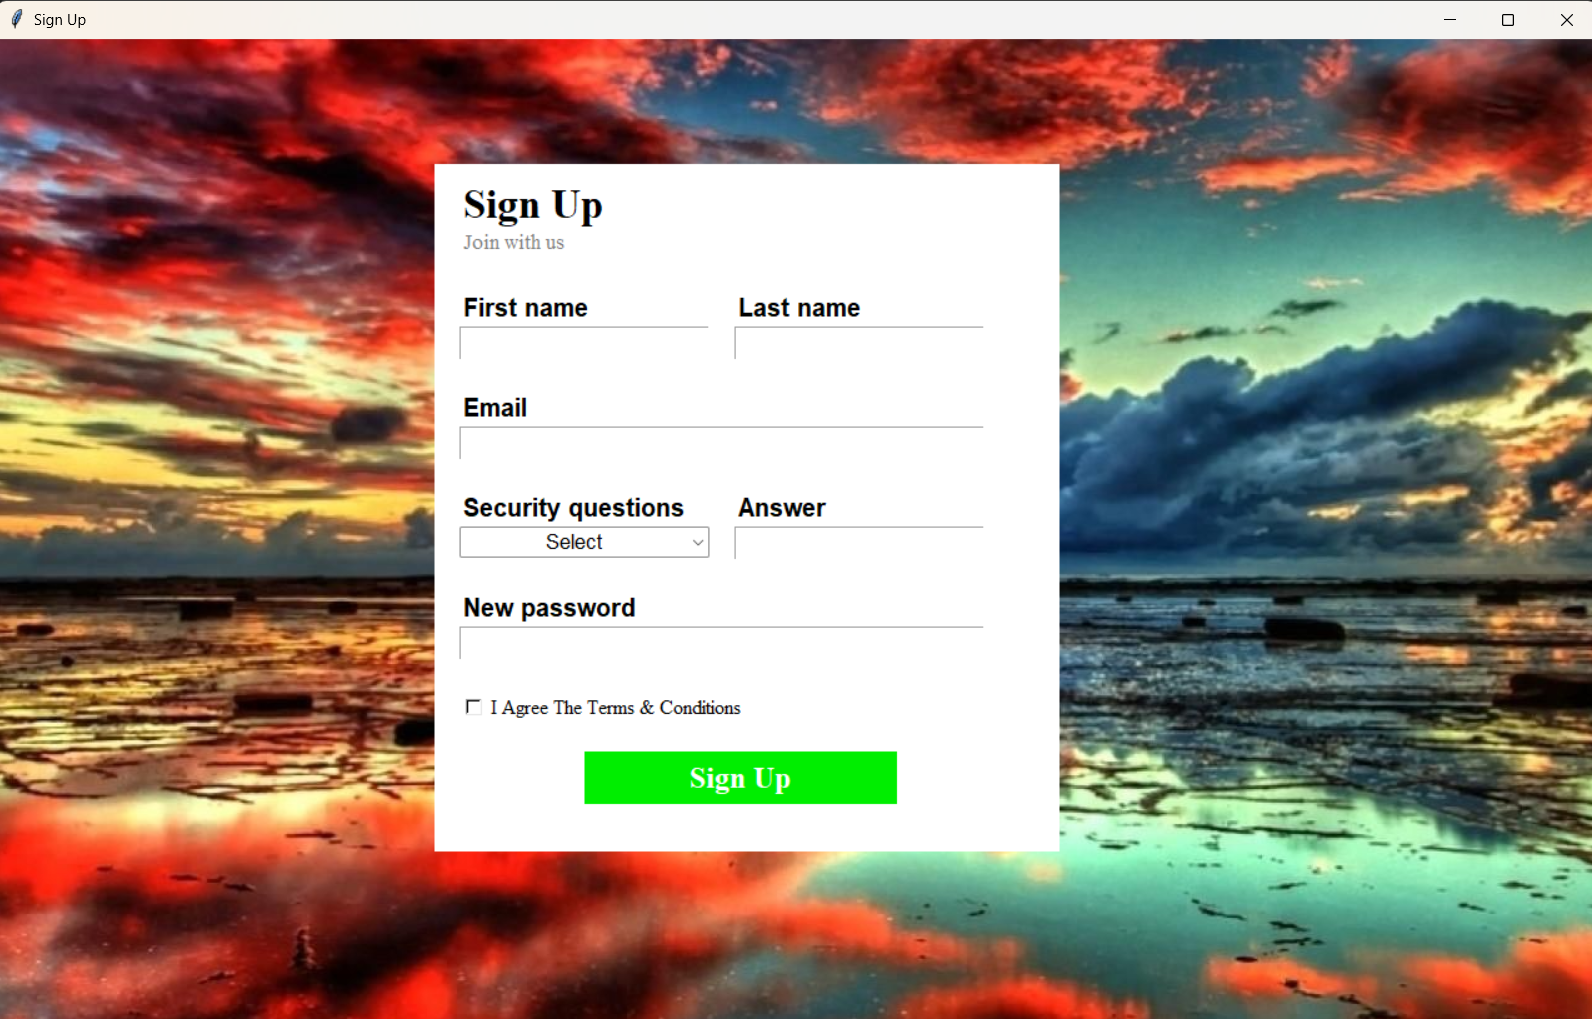 Sign Up
Sign Up
Join with us
First name Last name
Email
Security questions Answer
Select
New password
I Agree The Terms & Conditions
Sign Up